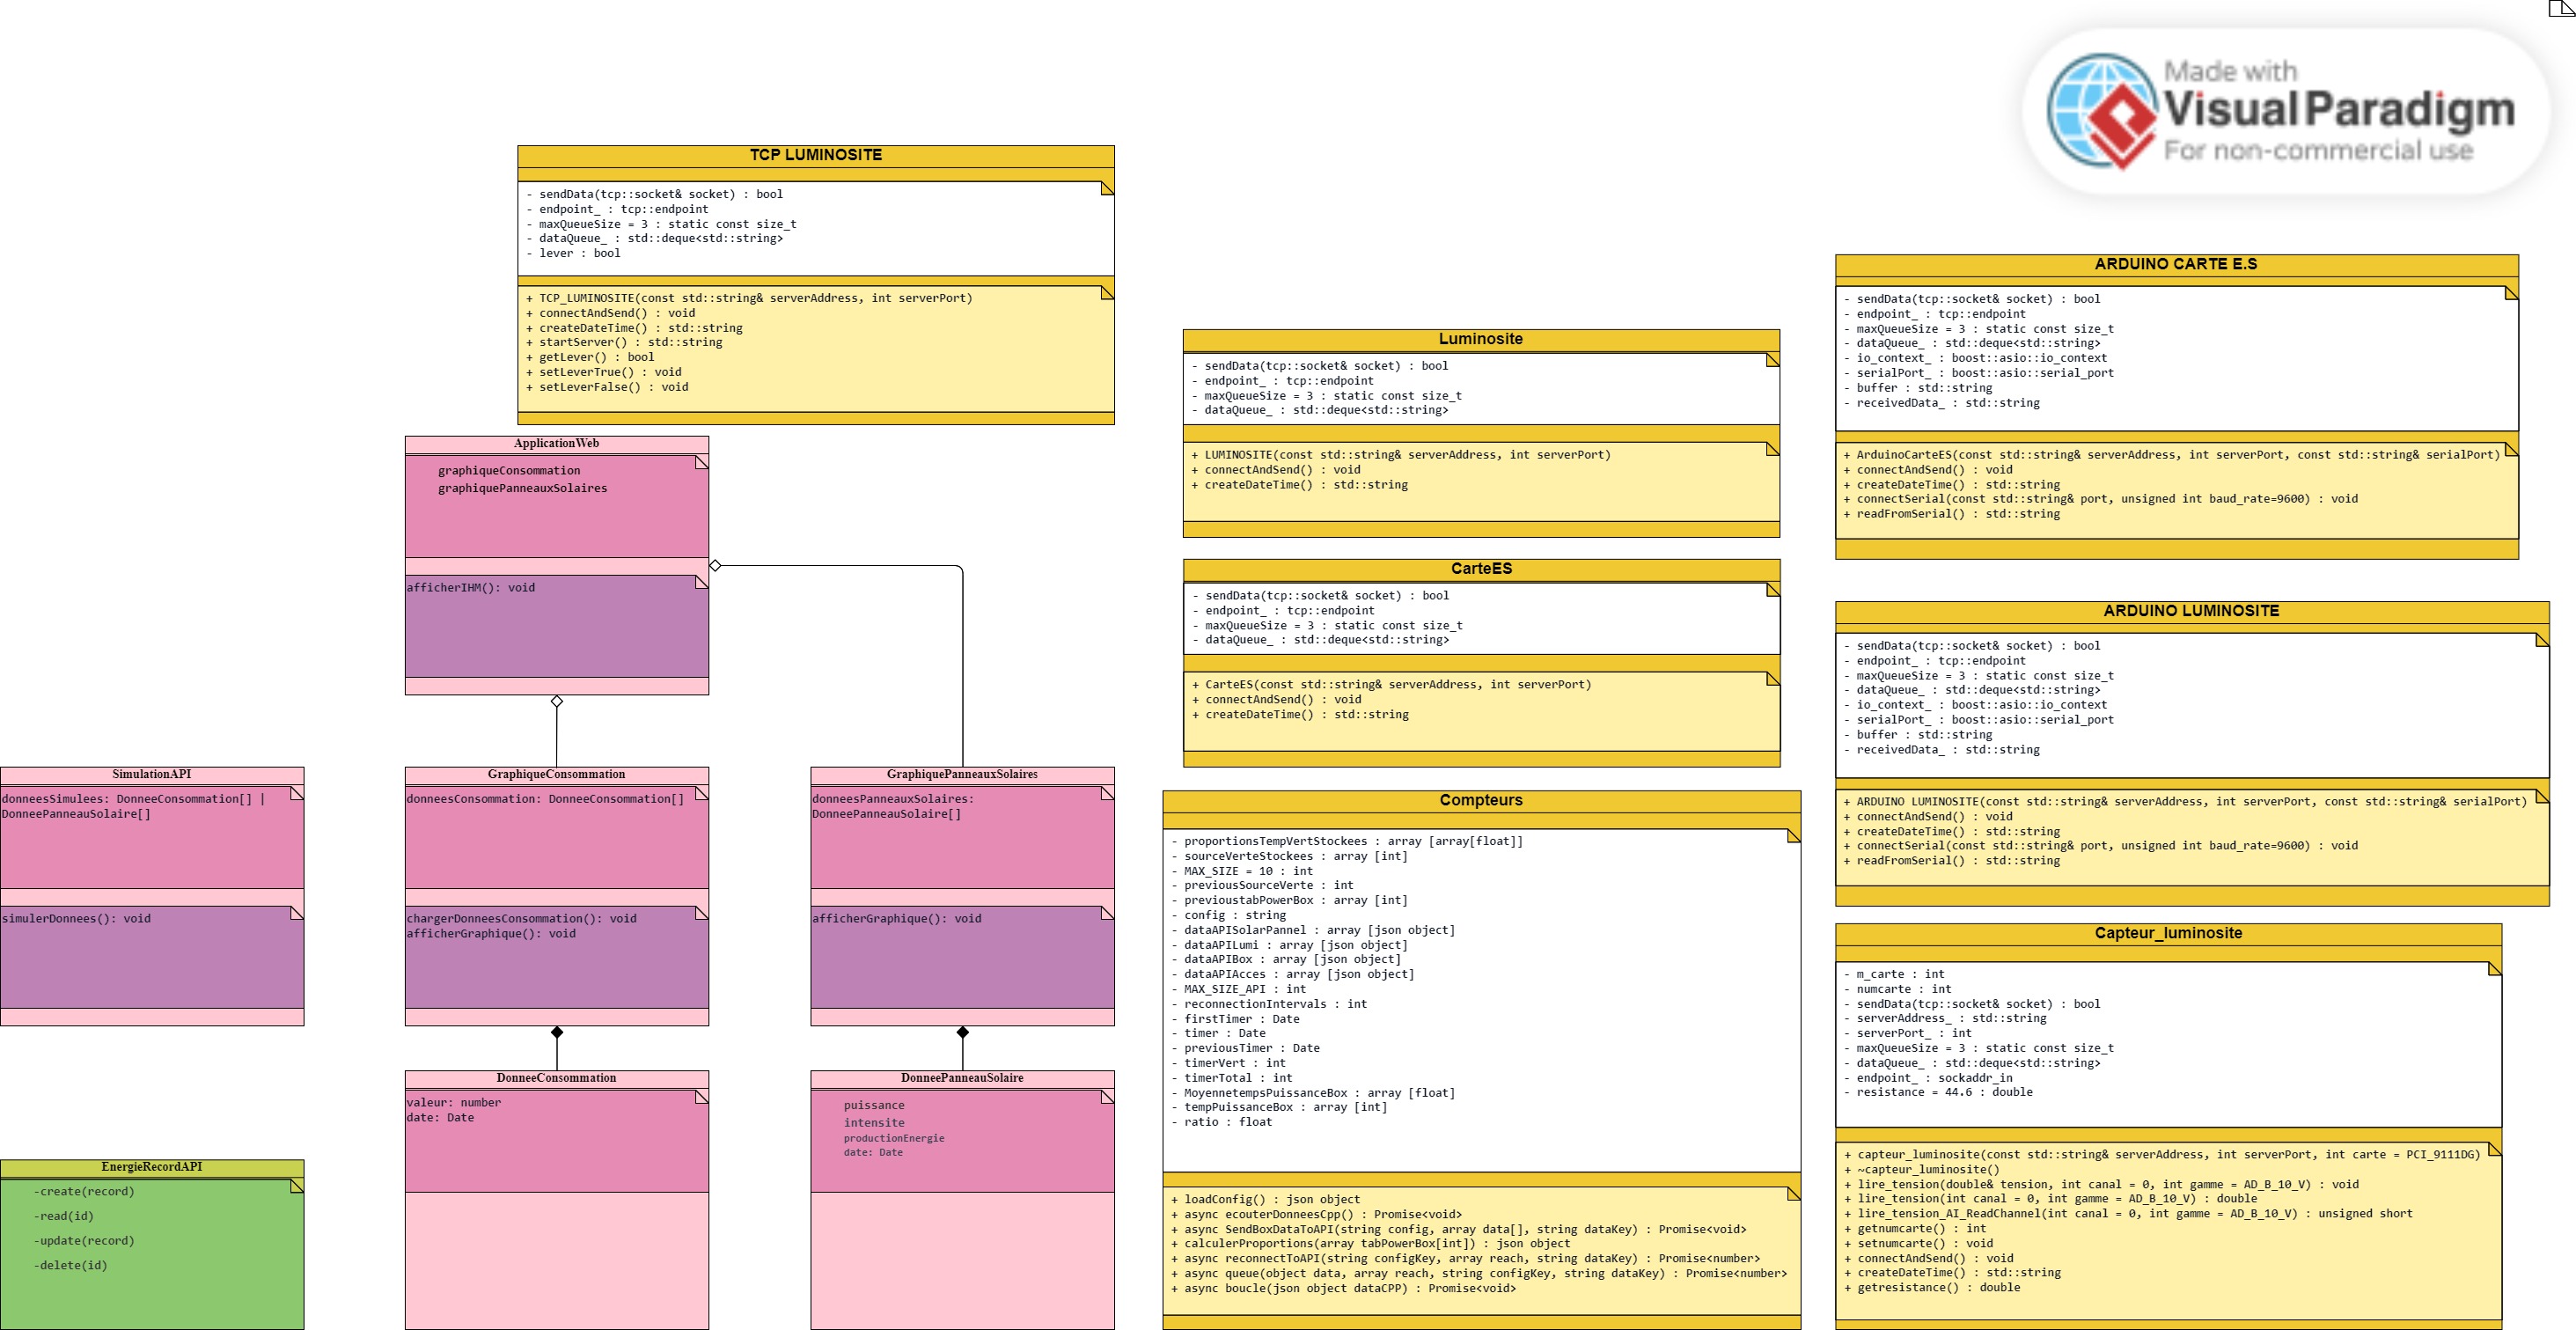 Made with
Visual Paradigm
For non-commercial use
TCP LUMINOSITE
- sendData(tcp::socket& socket) : bool
- endpoint_ : tcp::endpoint
- maxQueueSize = 3 : static const size_t
- dataQueue_ : std::deque<std::string>
- lever : bool
+ TCP_LUMINOSITE(const std::string& serverAddress, int serverPort)
+ connectAndSend() : void
+ createDateTime() : std::string
+ startServer() : std::string
+ getLever() : bool
+ setLeverTrue() : void
+ setLeverFalse() : void
ApplicationWeb
graphiqueConsommation
graphiquePanneauxSolaires
afficherIHM(): void
SimulationAPI
donneesSimulees: DonneeConsommation[] |
DonneePanneauSolaire[]
simulerDonnees(): void
GraphiqueConsommation
donneesConsommation: DonneeConsommation[]
chargerDonneesConsommation(): void
afficherGraphique(): void
GraphiquePanneauxSolaires
donneesPanneauxSolaires:
DonneePanneauSolaire[]
afficherGraphique(): void
DonneeConsommation
valeur: number
date: Date
DonneePanneauSolaire
puissance
intensite
productionEnergie
date: Date
EnergieRecordAPI
-create(record)
-read(id)
-update(record)
-delete(id)
Luminosite
- sendData(tcp::socket& socket) : bool
- endpoint_ : tcp::endpoint
- maxQueueSize = 3 : static const size_t
- dataQueue_ : std::deque<std::string>
+ LUMINOSITE(const std::string& serverAddress, int serverPort)
+ connectAndSend() : void
+ createDateTime() : std::string
CarteES
- sendData(tcp::socket& socket) : bool
- endpoint_ : tcp::endpoint
- maxQueueSize = 3 : static const size_t
- dataQueue_ : std::deque<std::string>
+ CarteES(const std::string& serverAddress, int serverPort)
+ connectAndSend() : void
+ createDateTime() : std::string
Compteurs
- proportionsTempVertStockees : array [array[float]]
- sourceVerteStockees : array [int]
- MAX_SIZE = 10 : int
- previousSourceVerte : int
- previoustabPowerBox : array [int]
- config : string
- dataAPISolarPannel : array [json object]
- dataAPILumi : array [json object]
- dataAPIBox : array [json object]
- dataAPIAcces : array [json object]
- MAX_SIZE_API : int
- reconnectionIntervals : int
- firstTimer : Date
- timer : Date
- previousTimer : Date
- timerVert : int
- timerTotal : int
- MoyennetempsPuissanceBox : array [float]
- tempPuissanceBox : array [int]
- ratio : float
+ loadConfig() : json object
+ async ecouterDonneesCpp() : Promise<void>
+ async SendBoxDataToAPI(string config, array data[], string dataKey) : Promise<void>
+ calculerProportions(array tabPowerBox[int]) : json object
+ async reconnectToAPI(string configKey, array reach, string dataKey) : Promise<number>
+ async queue(object data, array reach, string configKey, string dataKey) : Promise<number>
+ async boucle(json object dataCPP) : Promise<void>
ARDUINO CARTE E.S
- sendData(tcp::socket& socket) : bool
- endpoint_ : tcp::endpoint
- maxQueueSize = 3 : static const size_t
- dataQueue_ : std::deque<std::string>
- io_context_ : boost::asio::io_context
- serialPort_ : boost::asio::serial_port
- buffer : std::string
- receivedData_ : std::string
+ ArduinoCarteES(const std::string& serverAddress, int serverPort, const std::string& serialPort)
+ connectAndSend() : void
+ createDateTime() : std::string
+ connectSerial(const std::string& port, unsigned int baud_rate=9600) : void
+ readFromSerial() : std::string
ARDUINO LUMINOSITE
- sendData(tcp::socket& socket) : bool
- endpoint_ : tcp::endpoint
- maxQueueSize = 3 : static const size_t
- dataQueue_ : std::deque<std::string>
- io_context_ : boost::asio::io_context
- serialPort_ : boost::asio::serial_port
- buffer : std::string
- receivedData_ : std::string
+ ARDUINO LUMINOSITE(const std::string& serverAddress, int serverPort, const std::string& serialPort)
+ connectAndSend() : void
+ createDateTime() : std::string
+ connectSerial(const std::string& port, unsigned int baud_rate=9600) : void
+ readFromSerial() : std::string
Capteur_luminosite
- m_carte : int
- numcarte : int
- sendData(tcp::socket& socket) : bool
- serverAddress_ : std::string
- serverPort_ : int
- maxQueueSize = 3 : static const size_t
- dataQueue_ : std::deque<std::string>
- endpoint_ : sockaddr_in
- resistance = 44.6 : double
+ capteur_luminosite(const std::string& serverAddress, int serverPort, int carte = PCI_9111DG)
+ ~capteur_luminosite()
+ lire_tension(double& tension, int canal = 0, int gamme = AD_B_10_V) : void
+ lire_tension(int canal = 0, int gamme = AD_B_10_V) : double
+ lire_tension_AI_ReadChannel(int canal = 0, int gamme = AD_B_10_V) : unsigned short
+ getnumcarte() : int
+ setnumcarte() : void
+ connectAndSend() : void
+ createDateTime() : std::string
+ getresistance() : double